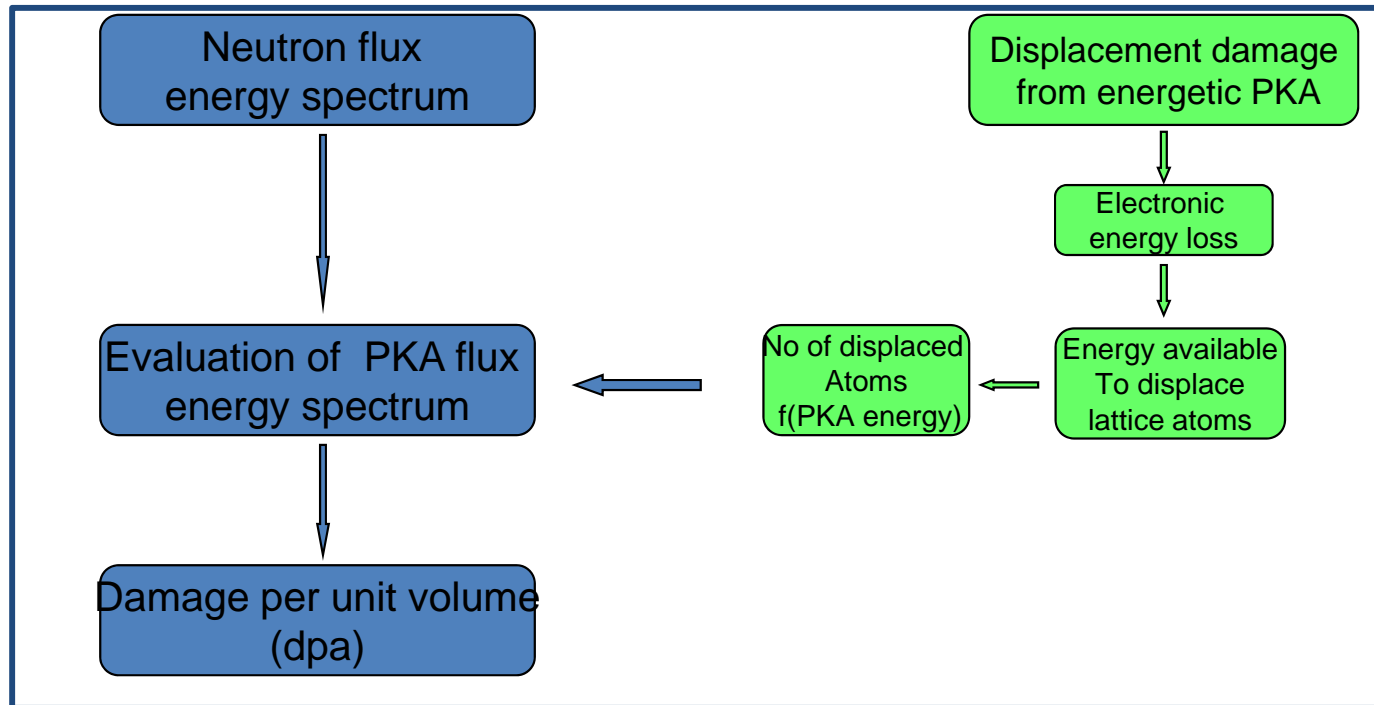 Neutron flux
energy spectrum
Displacement damage
from energetic PKA
Electronic
energy loss
Evaluation of PKA flux
energy spectrum
No of displaced
Atoms
f(PKA energy)
Energy available
To displace
lattice atoms
Damage per unit volume
(dpa)